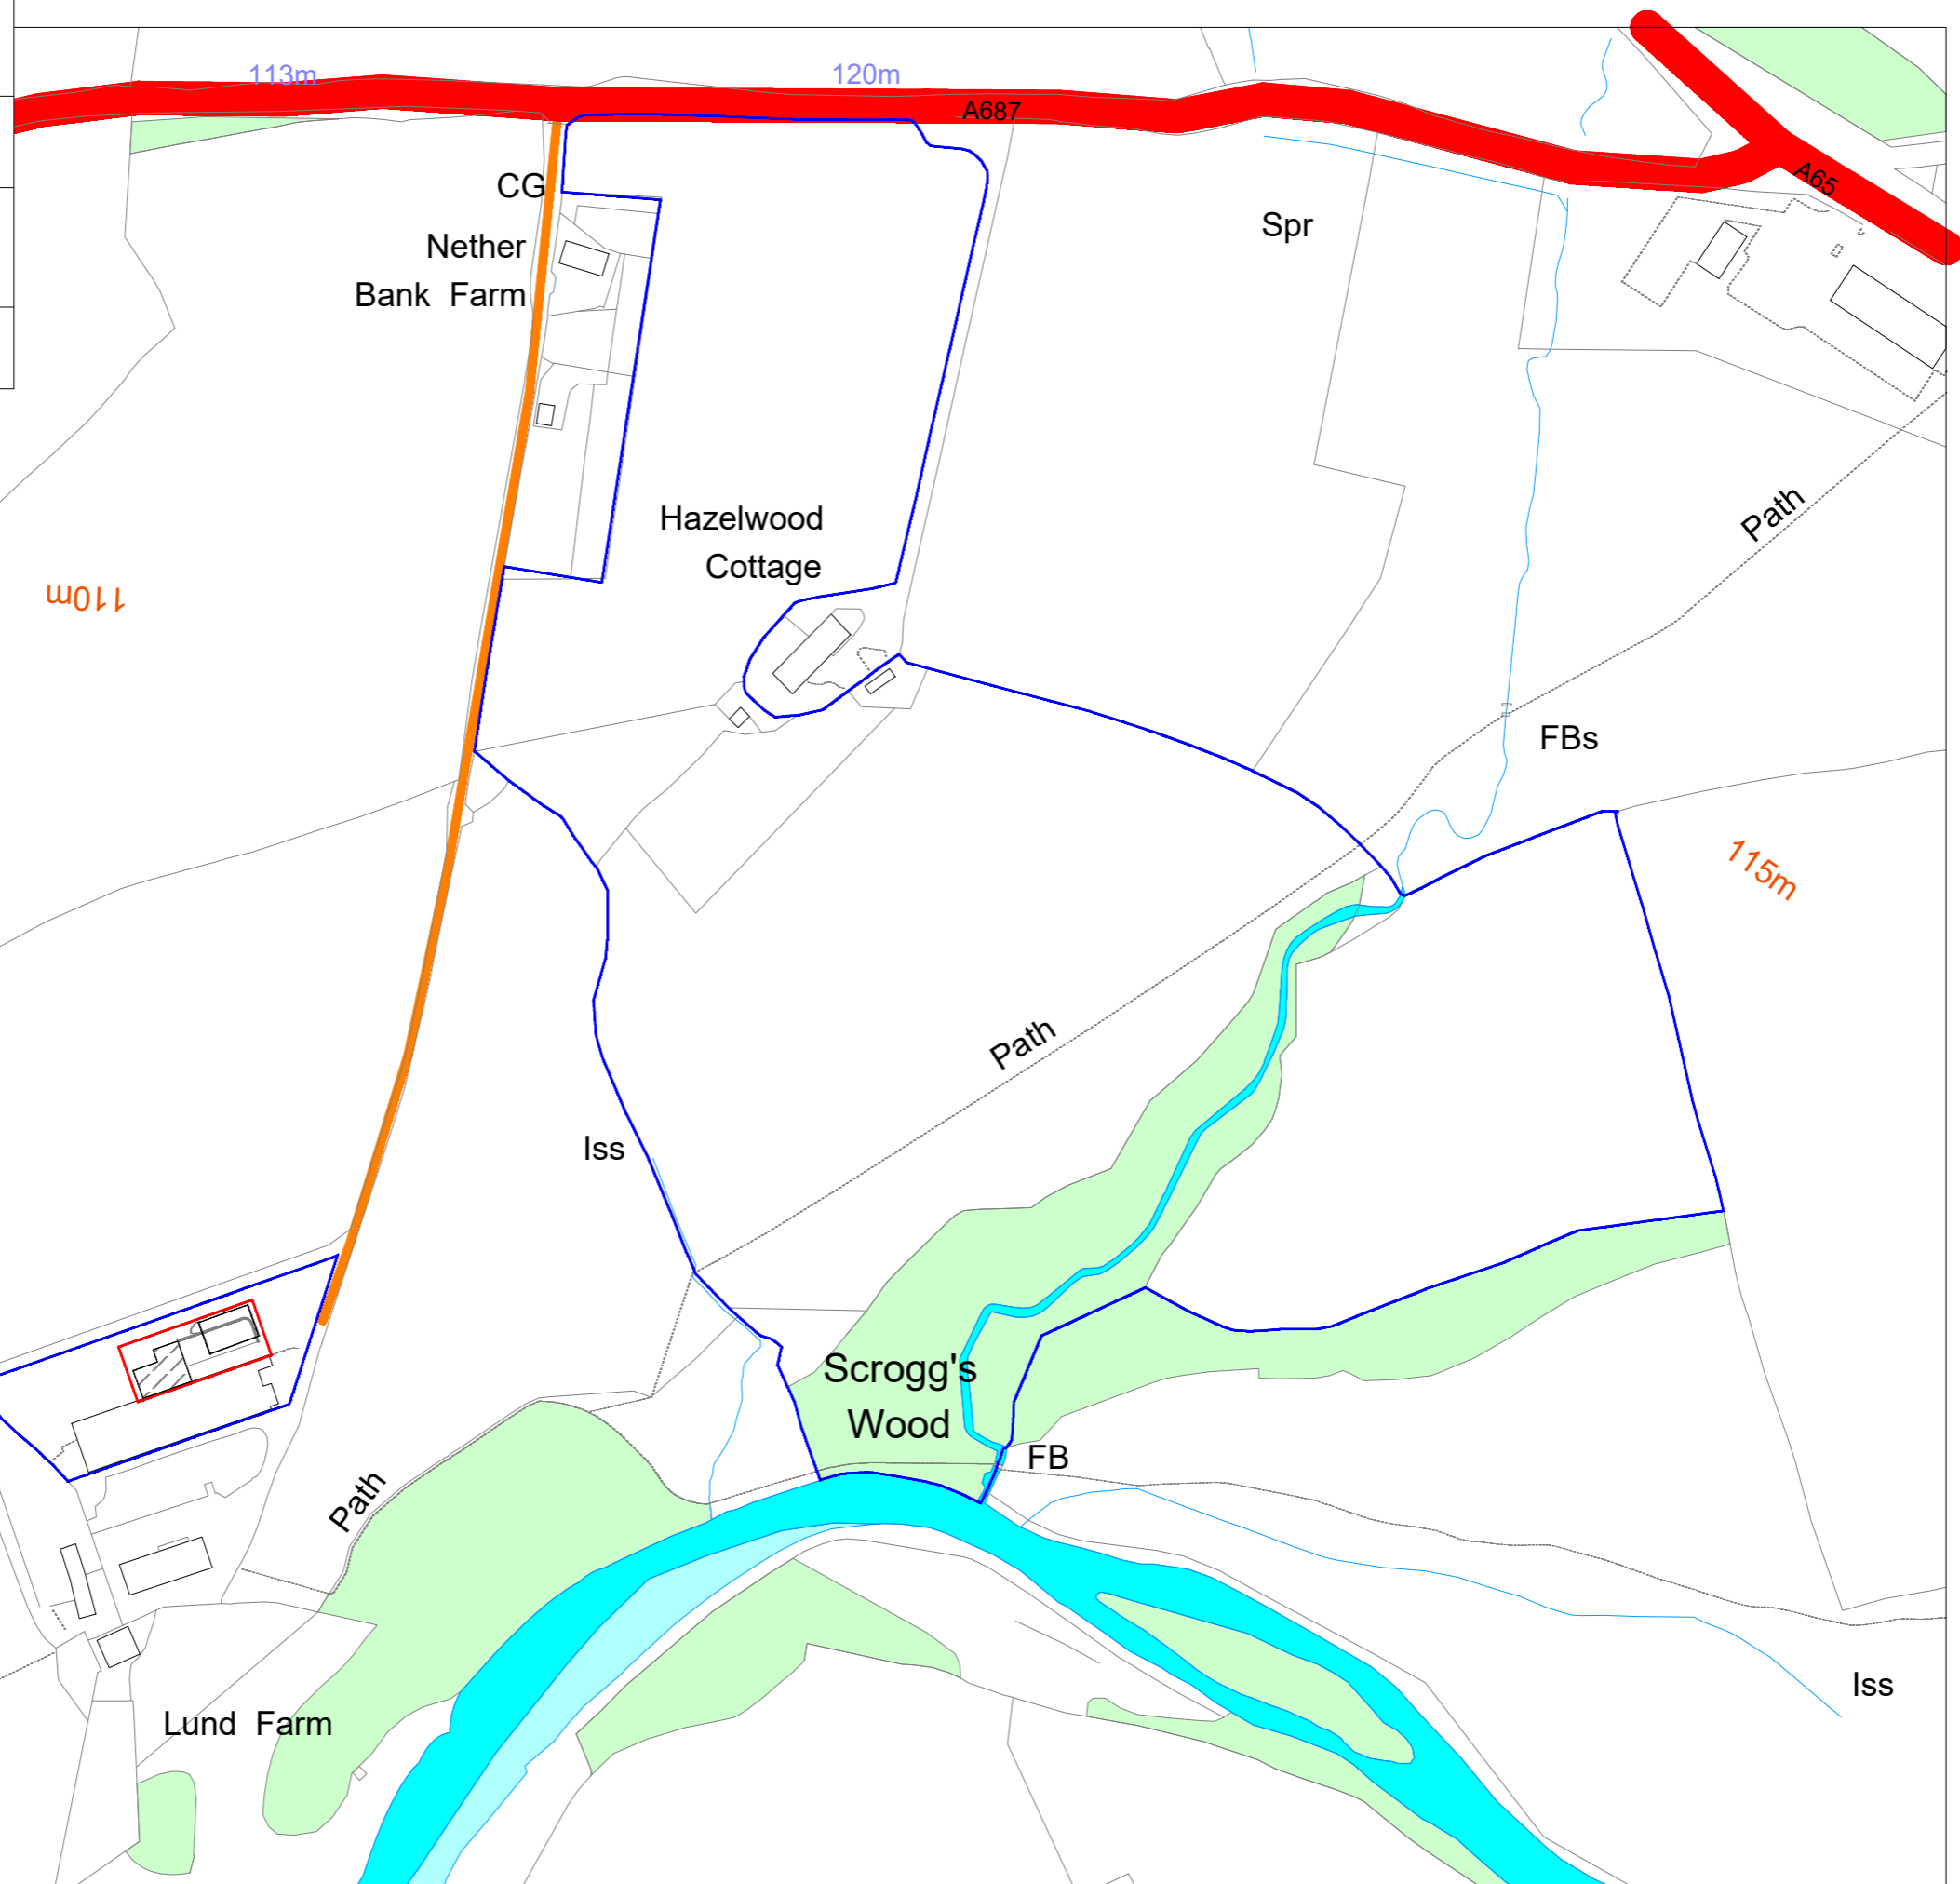 113m
120m
A687
A65
CG
Nether
Bank Farm
Spr
Hazelwood
Cottage
Path
110m
FBs
115m
Path
Iss
Scrogg's
Wood
FB
Path
Iss
Lund Farm